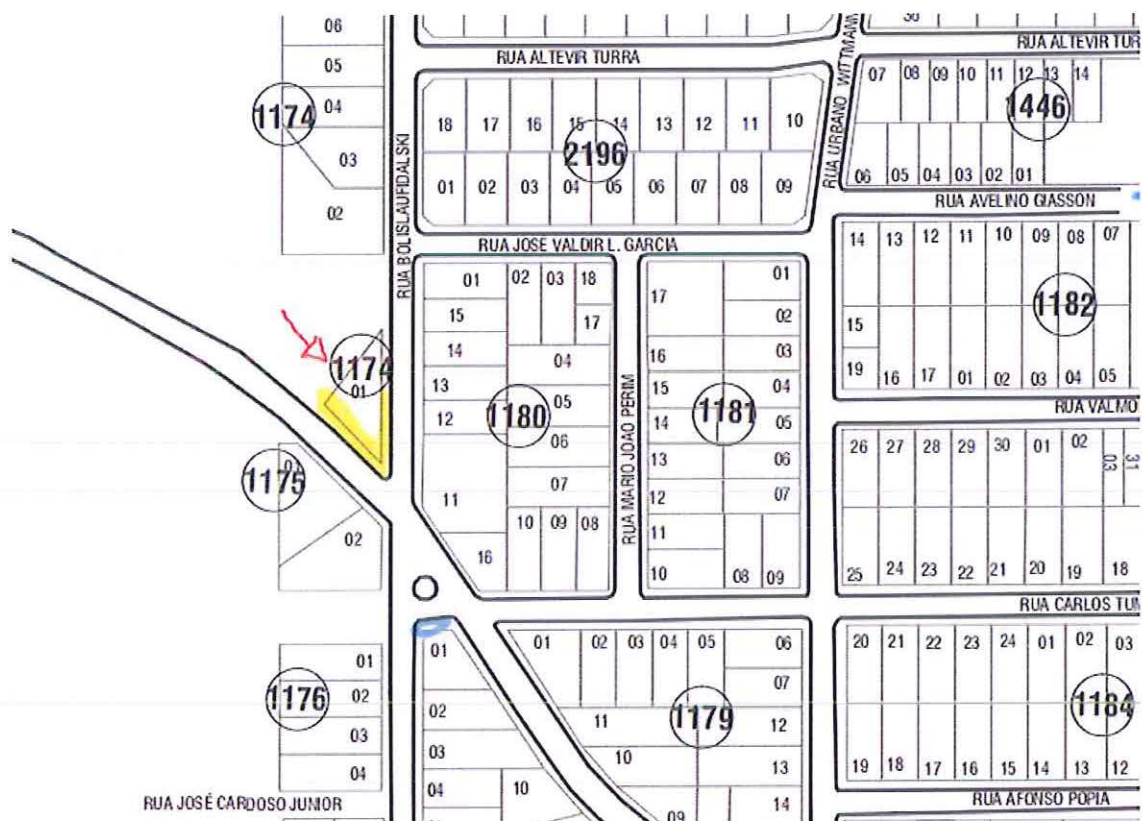 RUA ALTEVIR TURRA
RUA ALTEVIR TUR
RUA BOLISLAUFIDALSKI
RUA URBANO WITTMANN
RUA AVELINO GIASSON
RUA JOSE VALDIR L. GARCIA
RUA MARIO JOAO PERIM
RUA VALMO
RUA CARLOS TUM
RUA JOSÉ CARDOSO JUNIOR
RUA AFONSO POPIA
1174
06
05
04
03
02
2196
18 17 16 15 14 13 12 11 10
01 02 03 04 05 06 07 08 09
1446
07 08 09 10 11 12 13 14
06 05 04 03 02 01
1174
01
1175
01
02
1176
01
02
03
04
1180
01 02 03 18
15 17
14 04
13 05
12 06
11 07
16 10 09 08
1181
17 01
02
16 03
15 04
14 05
13 06
12 07
11
10 08 09
1182
14 13 12 11 10 09 08 07
15
19 16 17 01 02 03 04 05
26 27 28 29 30 01 02 03 31
25 24 23 22 21 20 19 18
01
02
03
04 10
1179
01 02 03 04 05 06
07
11 12
10 13
09 14
1184
20 21 22 23 24 01 02 03
19 18 17 16 15 14 13 12